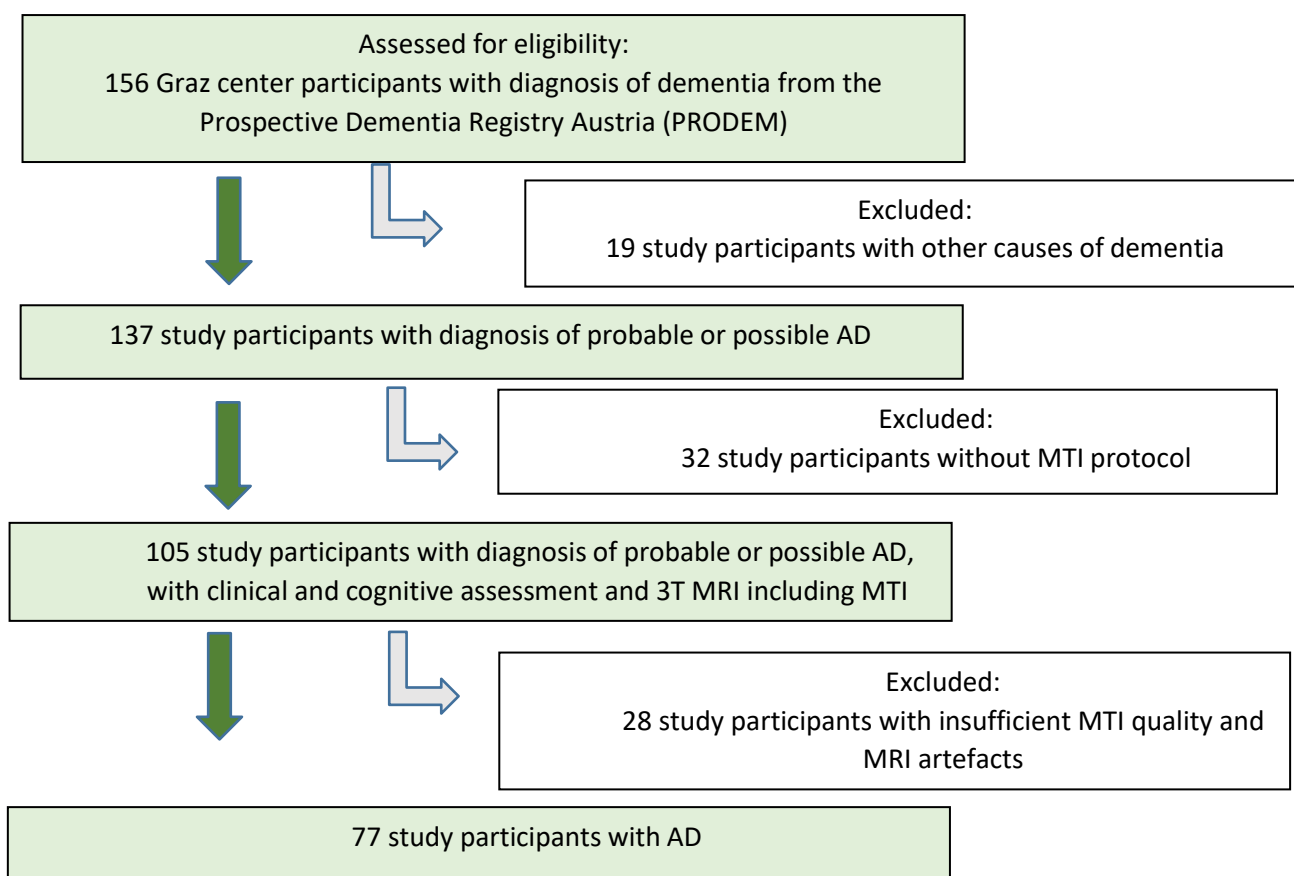 Assessed for eligibility:
156 Graz center participants with diagnosis of dementia from the
Prospective Dementia Registry Austria (PRODEM)
Excluded:
19 study participants with other causes of dementia
137 study participants with diagnosis of probable or possible AD
Excluded:
32 study participants without MTI protocol
105 study participants with diagnosis of probable or possible AD,
with clinical and cognitive assessment and 3T MRI including MTI
Excluded:
28 study participants with insufficient MTI quality and
MRI artefacts
77 study participants with AD